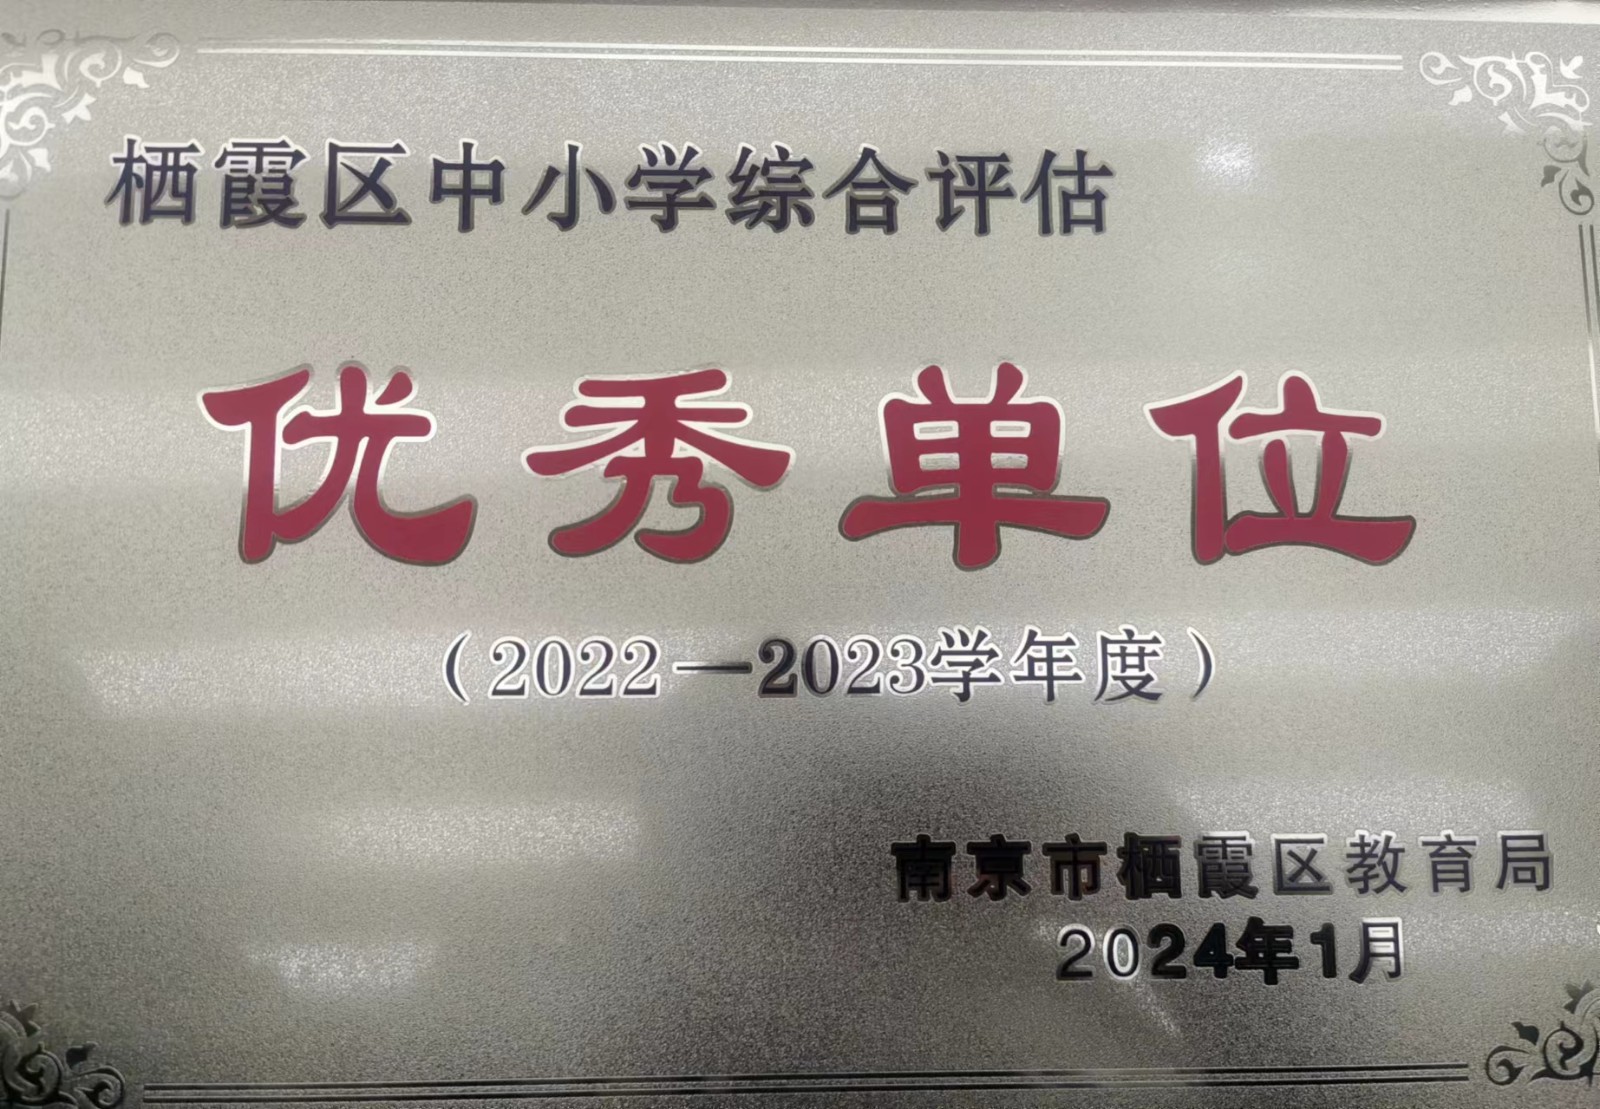 栖霞区中小学综合评估
优秀单位
（2022—2023学年度）
南京市栖霞区教育局
2024年1月